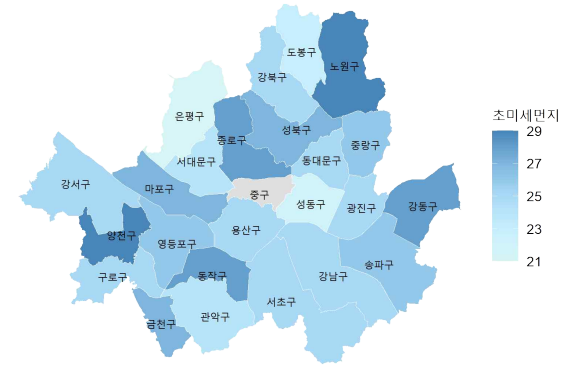 도봉구
노원구
강북구
은평구
종로구
성북구
중랑구
서대문구
동대문구
강서구
마포구
중구
성동구
광진구
강동구
양천구
영등포구
용산구
송파구
구로구
동작구
강남구
서초구
금천구
관악구
초미세먼지
29
27
25
23
21